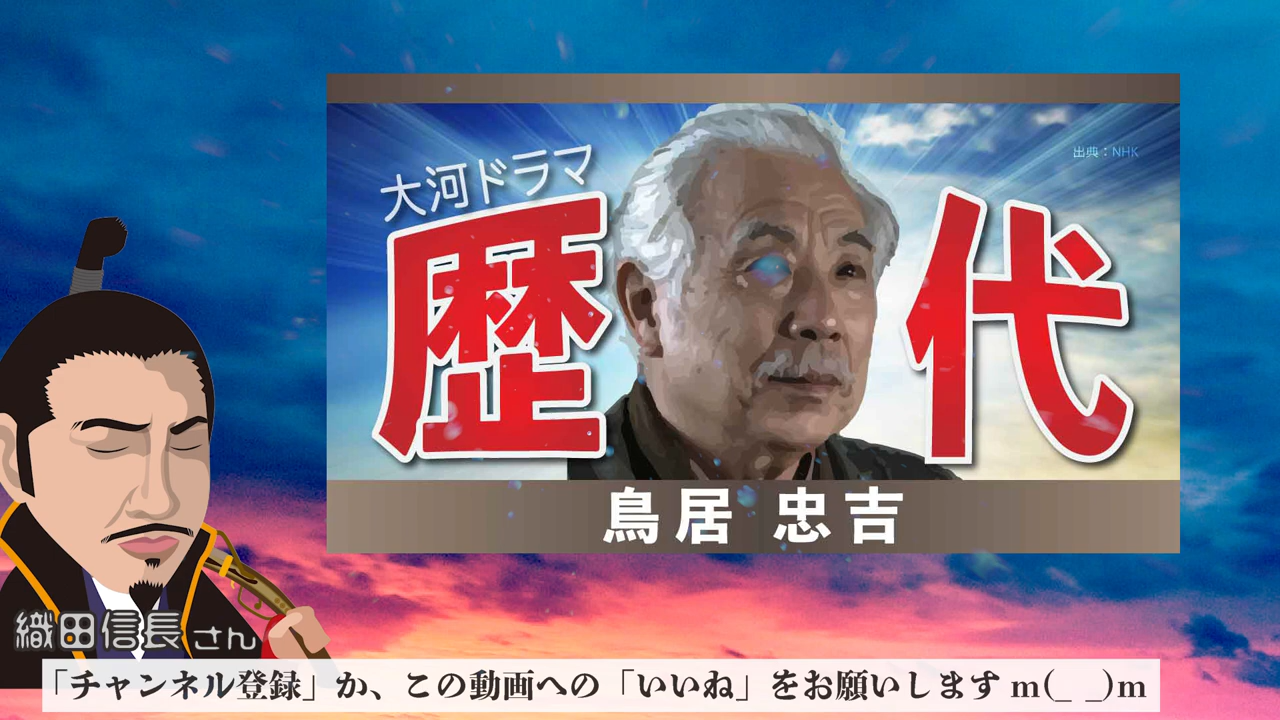 出典：NHK
大河ドラマ
歴代
鳥居 忠吉
織田信長さん
「チャンネル登録」か、この動画への「いいね」をお願いします m(_ _)m